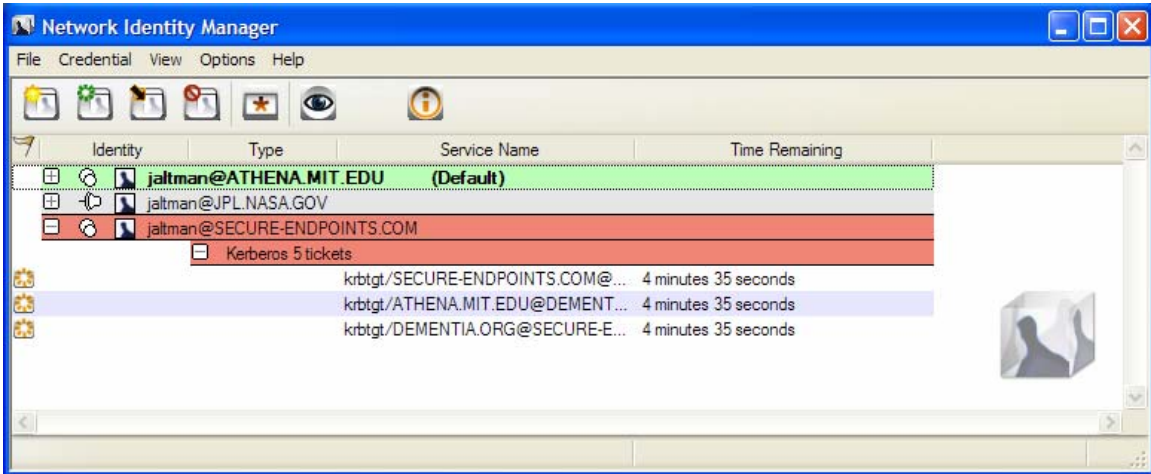 Network Identity Manager
File Credential View Options Help
Identity Type Service Name Time Remaining
jaltman@ATHENA.MIT.EDU (Default)
jaltman@JPL.NASA.GOV
jaltman@SECURE-ENDPOINTS.COM
Kerberos 5 tickets
krbtgt/SECURE-ENDPOINTS.COM@... 4 minutes 35 seconds
krbtgt/ATHENA.MIT.EDU@DEMENT... 4 minutes 35 seconds
krbtgt/DEMENTIA.ORG@SECURE-E... 4 minutes 35 seconds